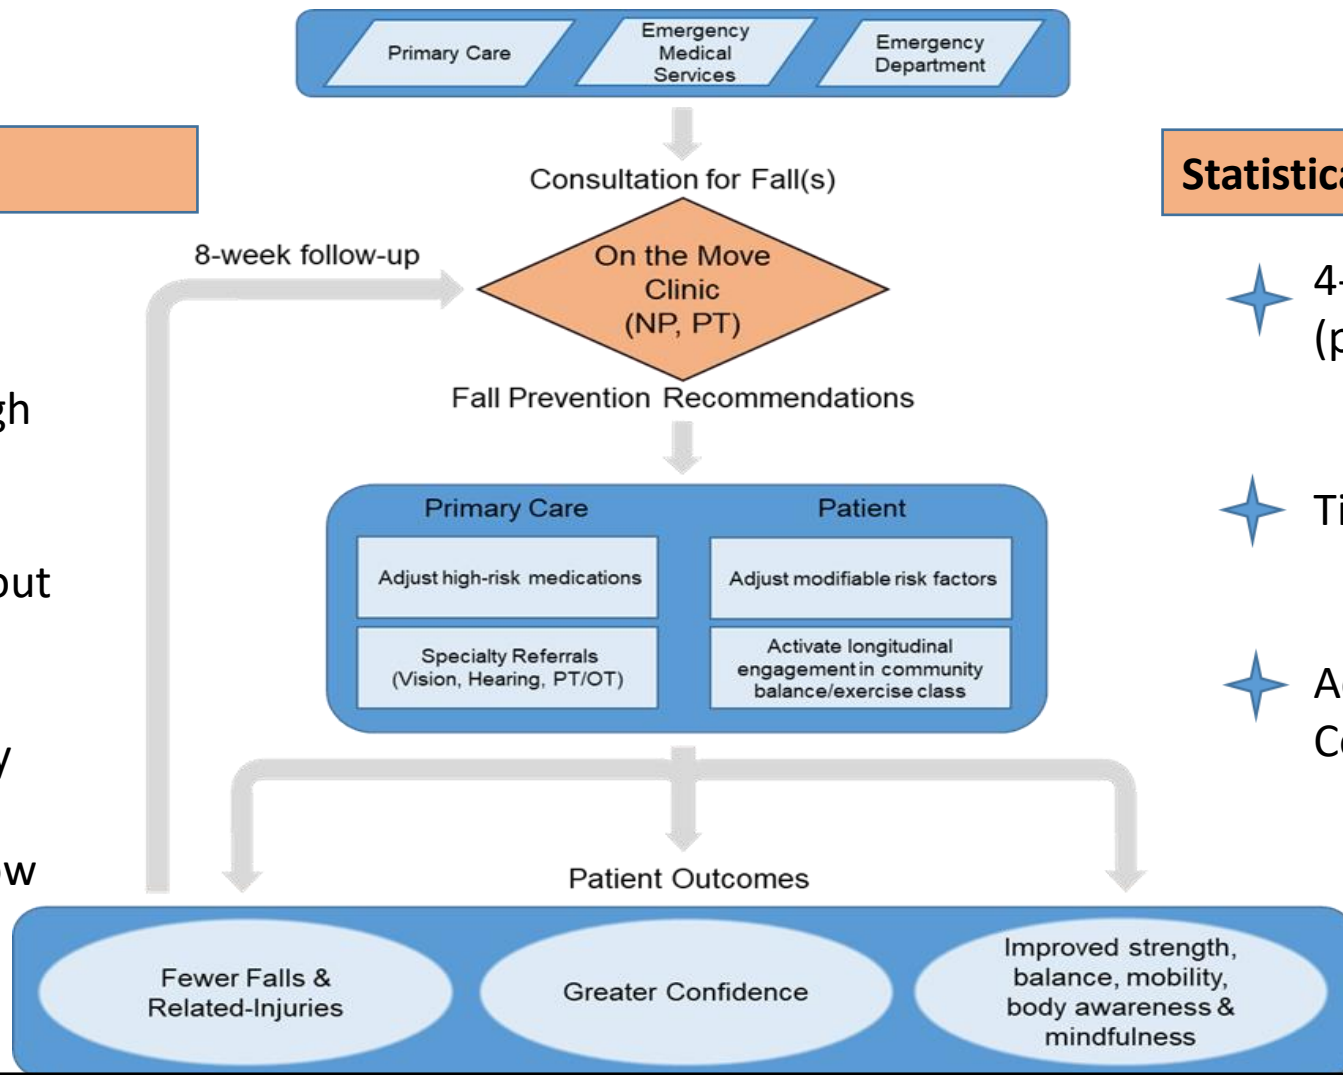 Primary Care
Emergency
Medical
Services
Emergency
Department
Consultation for Fall(s)
8-week follow-up
On the Move
Clinic
(NP, PT)
Fall Prevention Recommendations
Primary Care
Adjust high-risk medications
Specialty Referrals
(Vision, Hearing, PT/OT)
Patient
Adjust modifiable risk factors
Activate longitudinal
engagement in community
balance/exercise class
Patient Outcomes
Fewer Falls &
Related-Injuries
Greater Confidence
Improved strength,
balance, mobility,
body awareness &
mindfulness